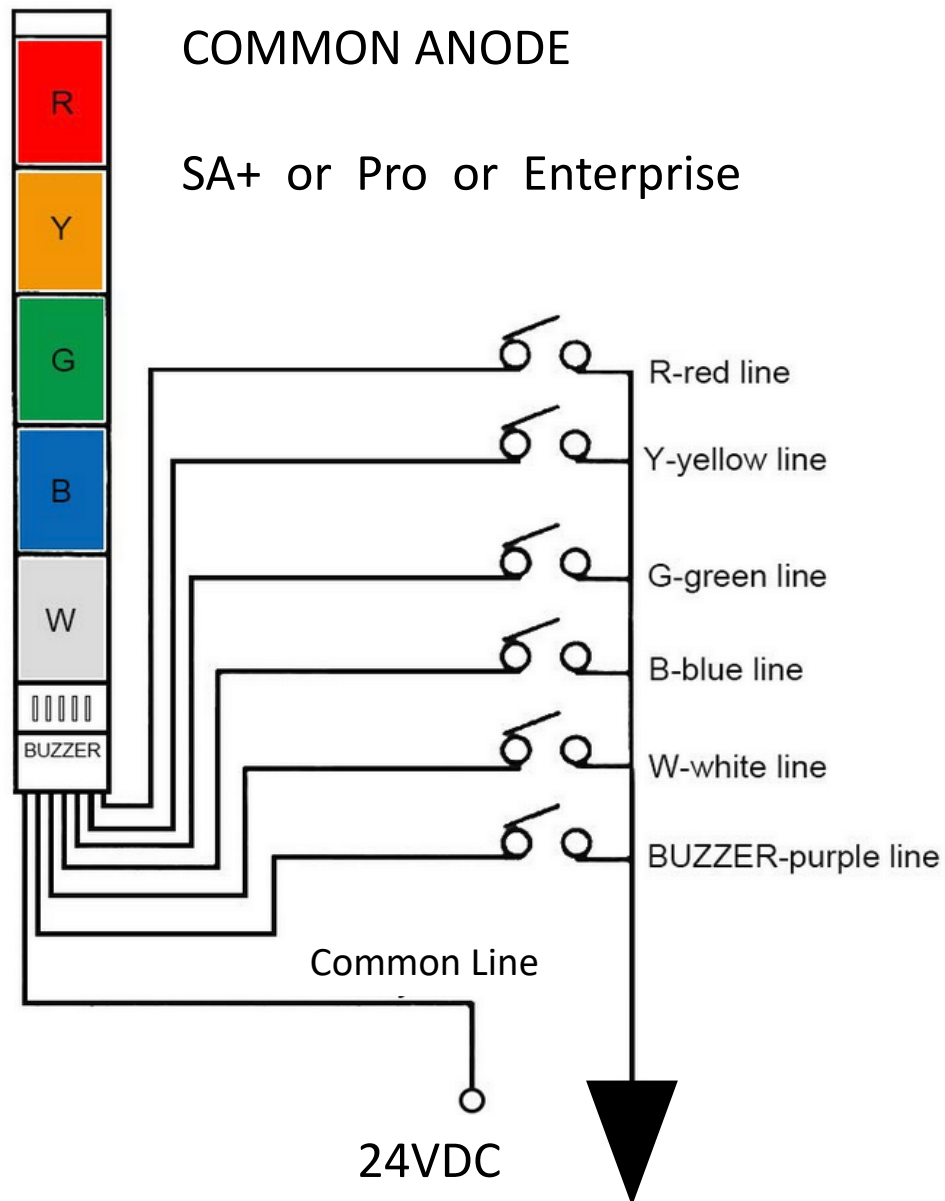 COMMON ANODE
SA+ or Pro or Enterprise
R
Y
G
B
W
BUZZER
R-red line
Y-yellow line
G-green line
B-blue line
W-white line
BUZZER-purple line
Common Line
24VDC